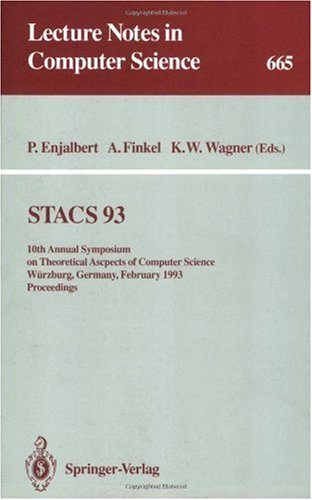 Lecture Notes in
Computer Science 665
P. Enjalbert A. Finkel K.W. Wagner (Eds.)
STACS 93
10th Annual Symposium
on Theoretical Ascpects of Computer Science
Würzburg, Germany, February 1993
Proceedings
Springer-Verlag